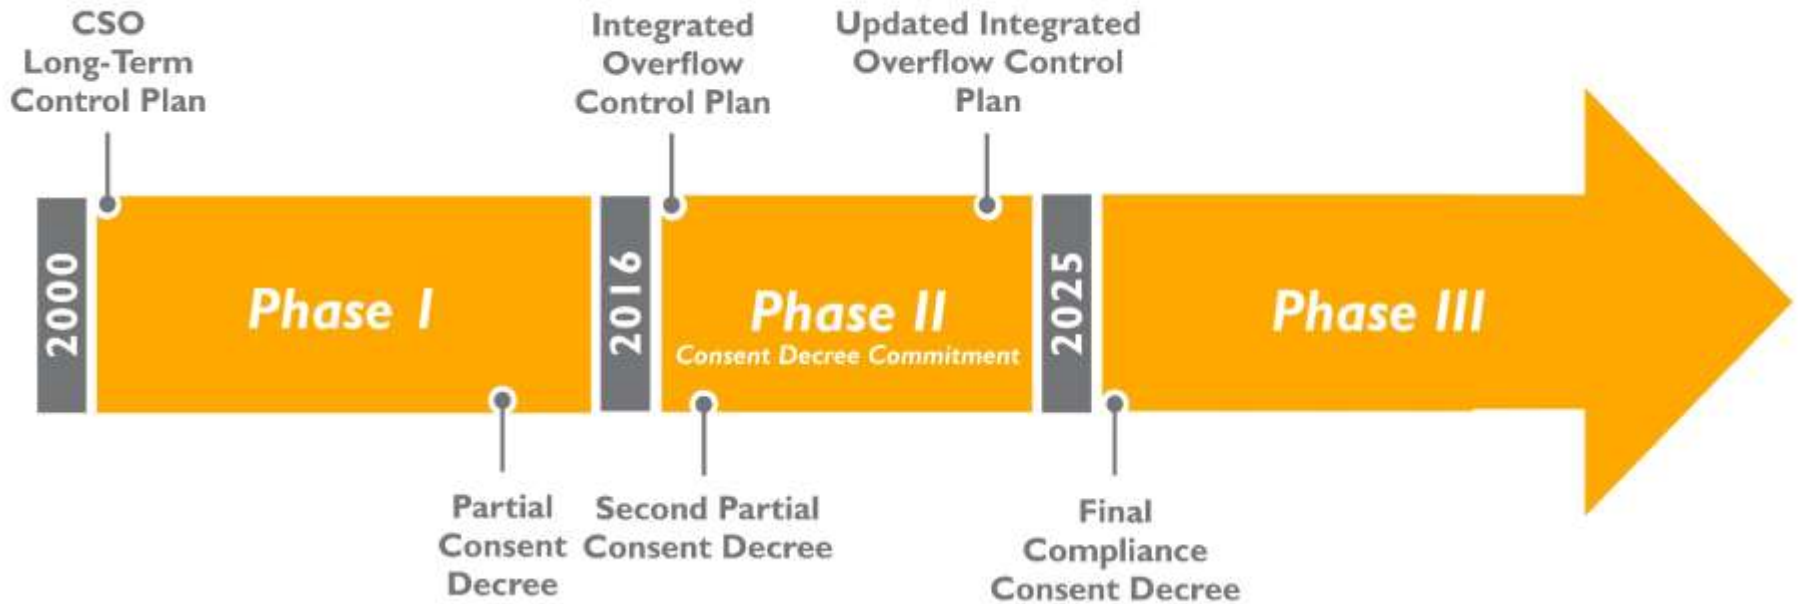 CSO
Long-Term
Control Plan
Integrated
Overflow
Control Plan
Updated Integrated
Overflow Control
Plan
2000
Phase I
2016
Phase II
Consent Decree Commitment
2025
Phase III
Partial
Consent
Decree
Second Partial
Consent Decree
Final
Compliance
Consent Decree